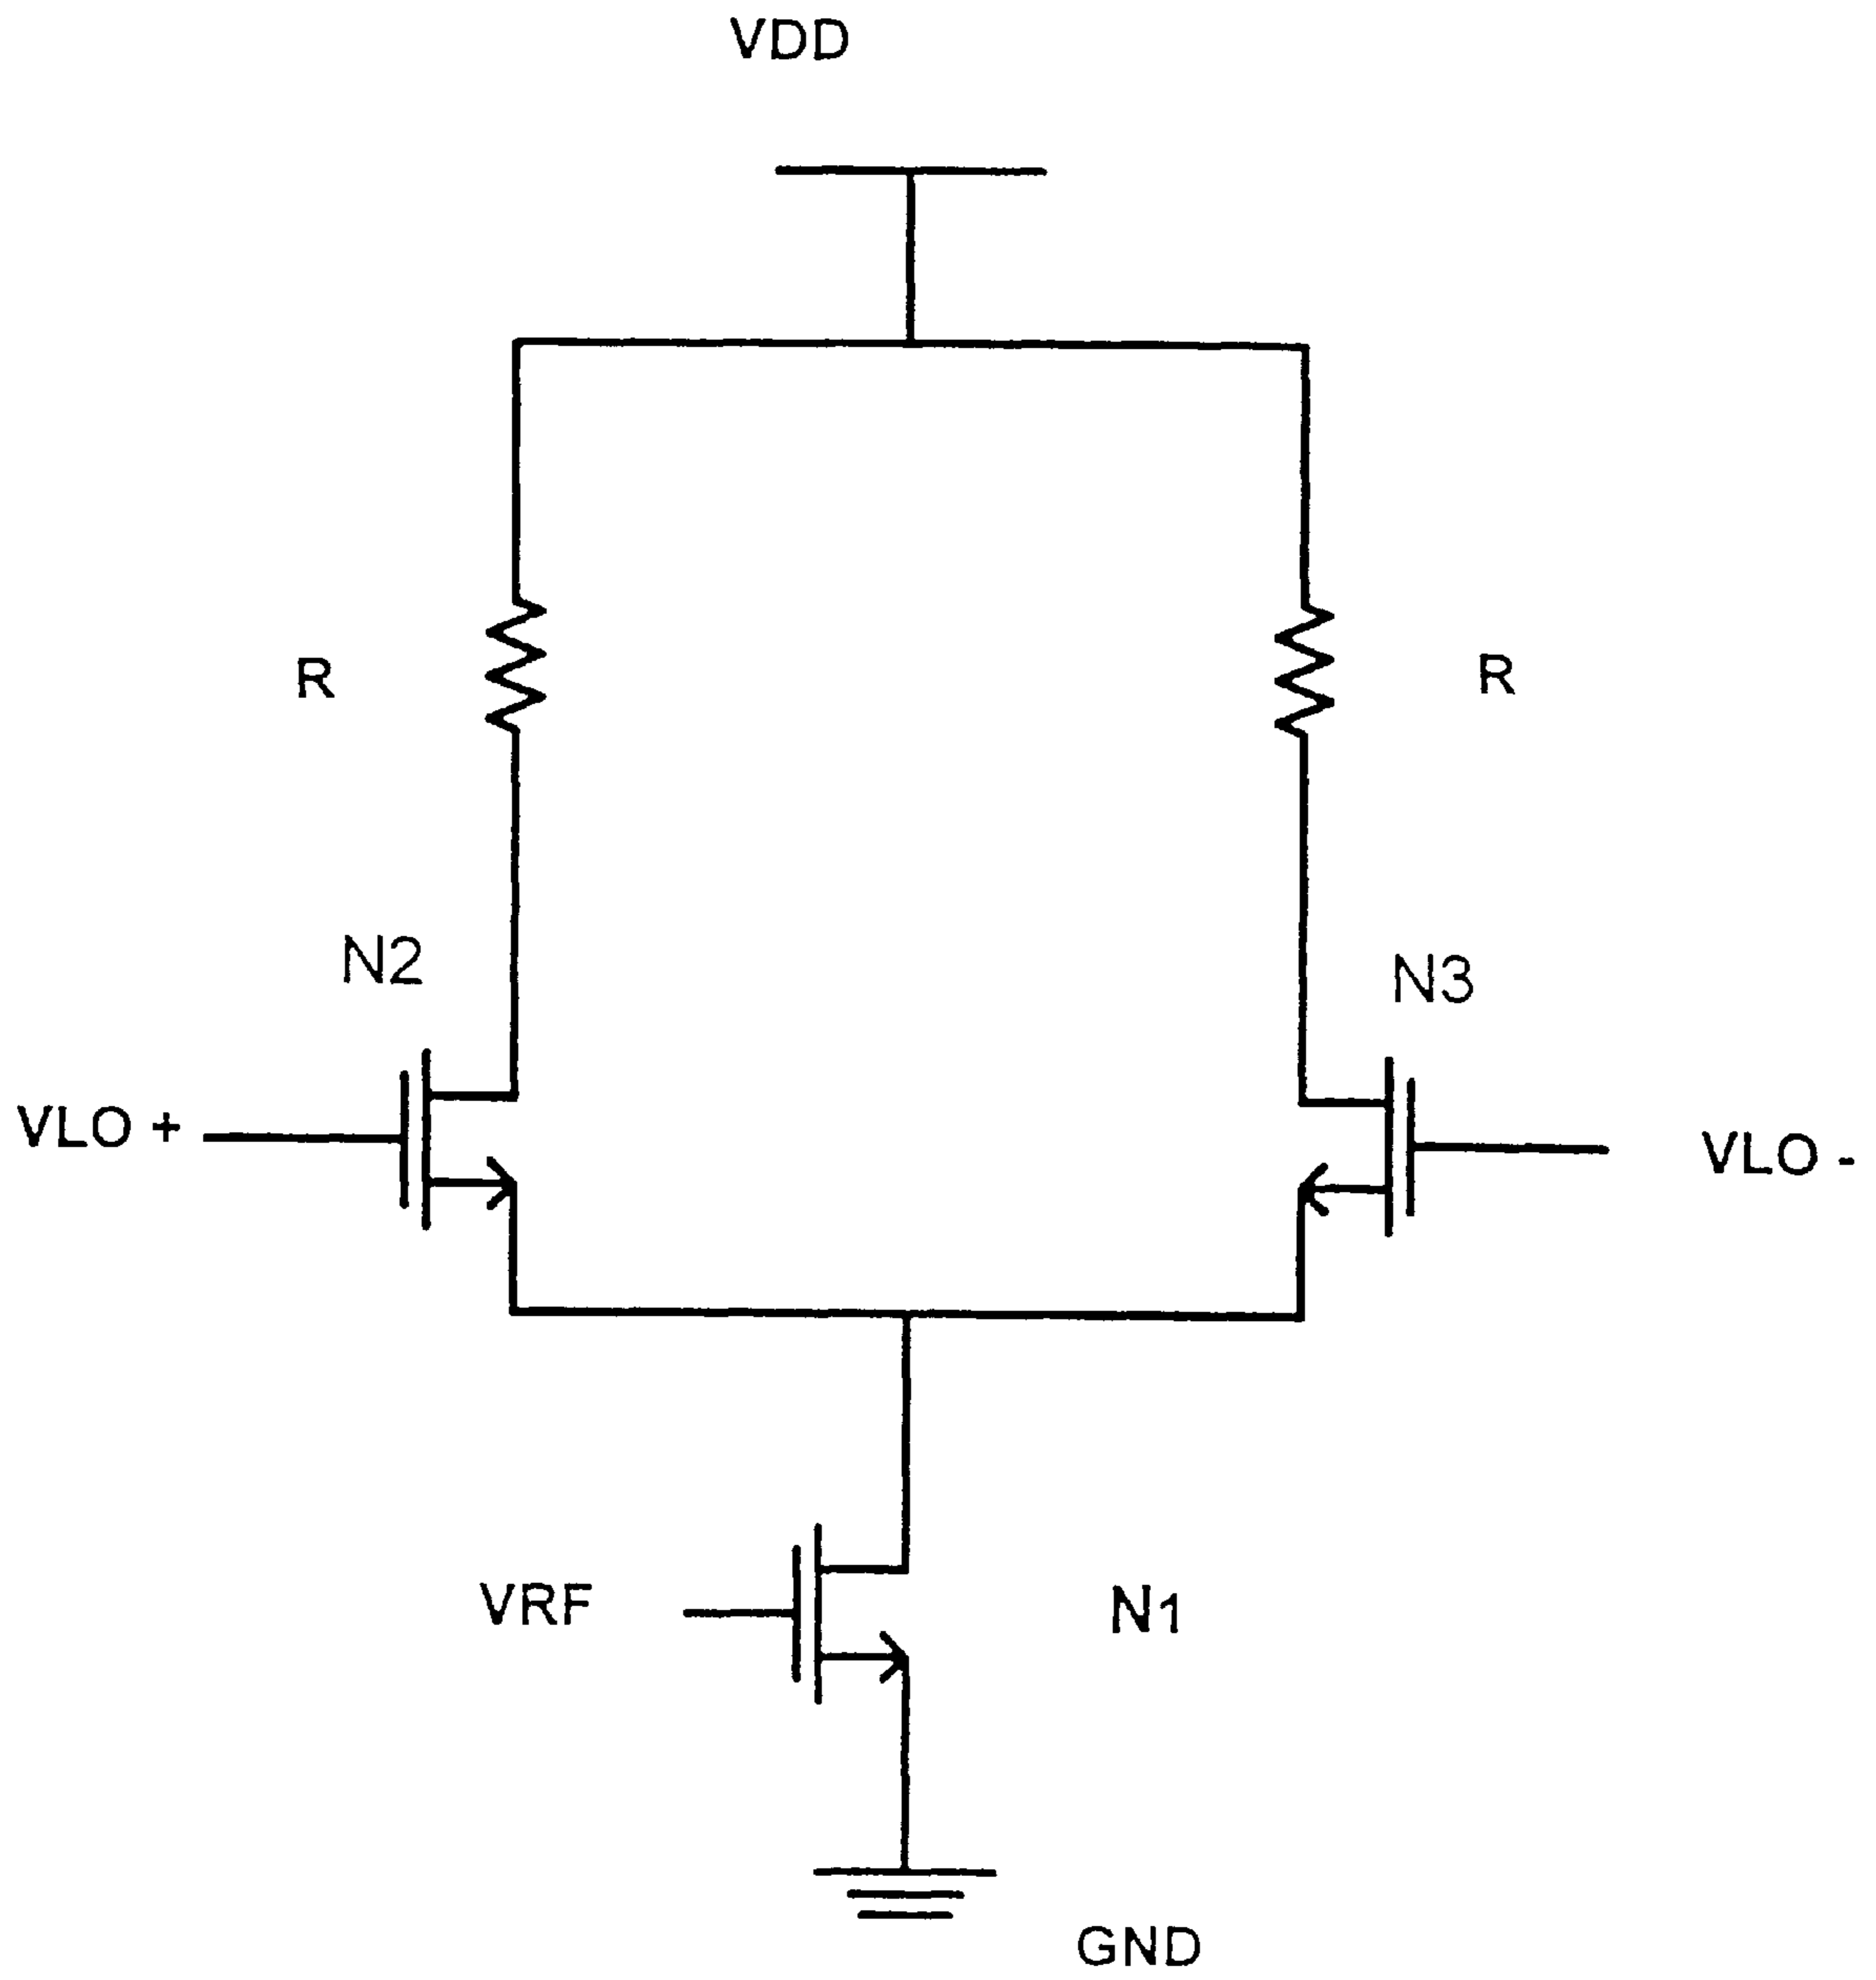 VDD
R
R
N2
N3
VLO +
VLO -
VRF
N1
GND